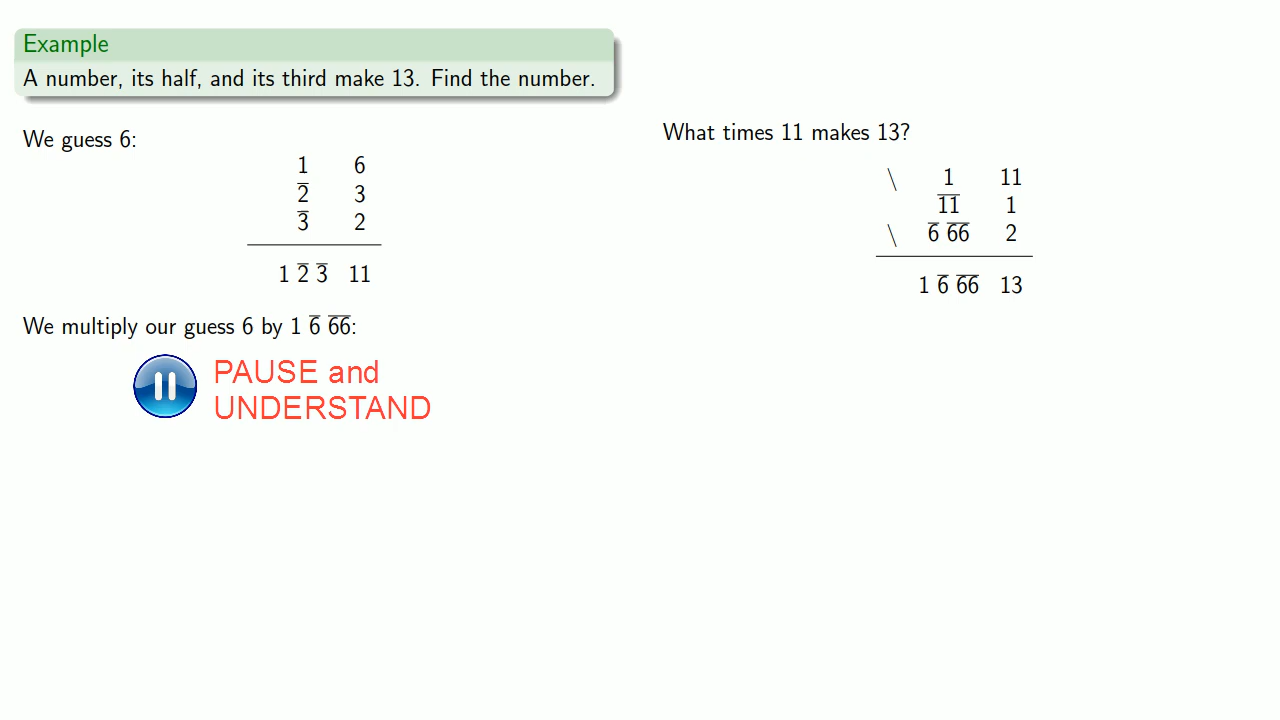 Example
A number, its half, and its third make 13. Find the number.
We guess 6:
1 6
2̅ 3
3̅ 2
1 2̅ 3̅ 11
We multiply our guess 6 by 1 6̅ 6̅6̅:
PAUSE and
UNDERSTAND
What times 11 makes 13?
\ 1 11
1̅1̅ 1
\ 6̅ 6̅6̅ 2
1 6̅ 6̅6̅ 13